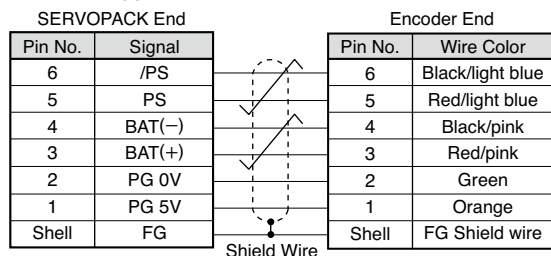 SERVOPACK End Encoder End
Pin No. Signal Pin No. Wire Color
6 /PS 6 Black/light blue
5 PS 5 Red/light blue
4 BAT(−) 4 Black/pink
3 BAT(+) 3 Red/pink
2 PG 0V 2 Green
1 PG 5V 1 Orange
Shell FG Shell FG Shield wire
Shield Wire